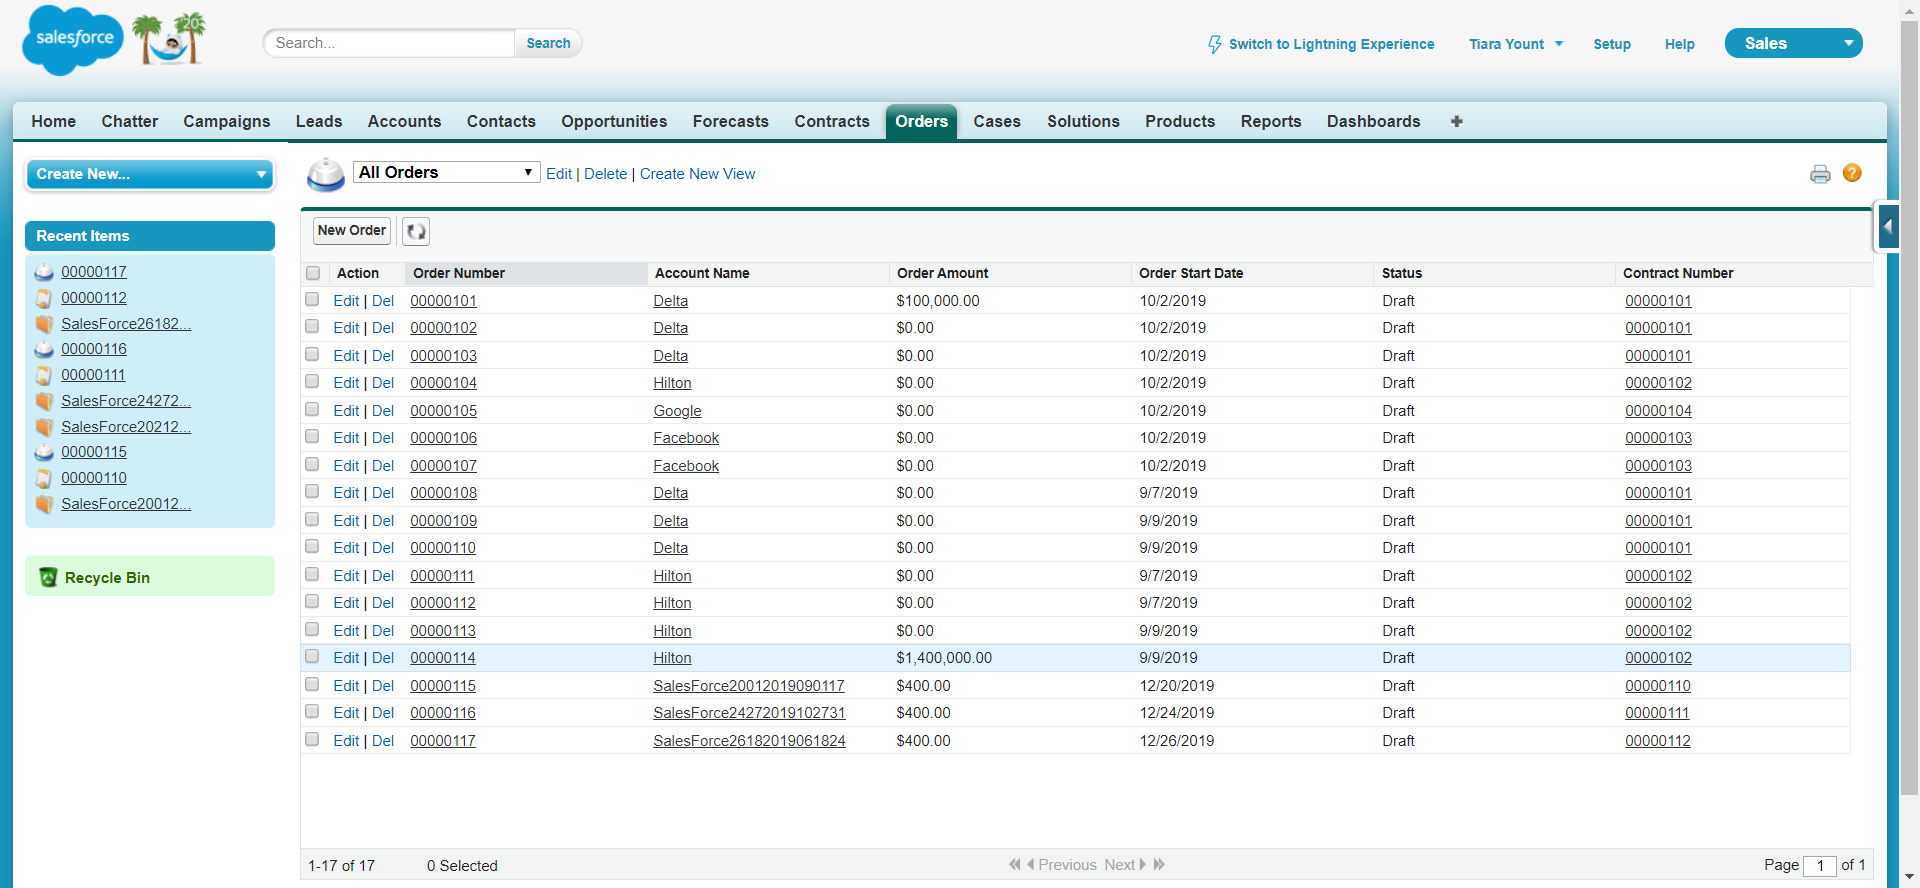 salesforce
20
Search...
Search
Switch to Lightning Experience
Tiara Yount
Setup
Help
Sales
Home Chatter Campaigns Leads Accounts Contacts Opportunities Forecasts Contracts Orders Cases Solutions Products Reports Dashboards +
Create New...
Recent Items
00000117
00000112
SalesForce26182...
00000116
00000111
SalesForce24272...
SalesForce20212...
00000115
00000110
SalesForce20012...
Recycle Bin
All Orders
Edit | Delete | Create New View
?
New Order
Action Order Number Account Name Order Amount Order Start Date Status Contract Number
Edit | Del 00000101 Delta $100,000.00 10/2/2019 Draft 00000101
Edit | Del 00000102 Delta $0.00 10/2/2019 Draft 00000101
Edit | Del 00000103 Delta $0.00 10/2/2019 Draft 00000101
Edit | Del 00000104 Hilton $0.00 10/2/2019 Draft 00000102
Edit | Del 00000105 Google $0.00 10/2/2019 Draft 00000104
Edit | Del 00000106 Facebook $0.00 10/2/2019 Draft 00000103
Edit | Del 00000107 Facebook $0.00 10/2/2019 Draft 00000103
Edit | Del 00000108 Delta $0.00 9/7/2019 Draft 00000101
Edit | Del 00000109 Delta $0.00 9/9/2019 Draft 00000101
Edit | Del 00000110 Delta $0.00 9/9/2019 Draft 00000101
Edit | Del 00000111 Hilton $0.00 9/7/2019 Draft 00000102
Edit | Del 00000112 Hilton $0.00 9/7/2019 Draft 00000102
Edit | Del 00000113 Hilton $0.00 9/9/2019 Draft 00000102
Edit | Del 00000114 Hilton $1,400,000.00 9/9/2019 Draft 00000102
Edit | Del 00000115 SalesForce20012019090117 $400.00 12/20/2019 Draft 00000110
Edit | Del 00000116 SalesForce24272019102731 $400.00 12/24/2019 Draft 00000111
Edit | Del 00000117 SalesForce26182019061824 $400.00 12/26/2019 Draft 00000112
1-17 of 17
0 Selected
Previous Next
Page 1 of 1